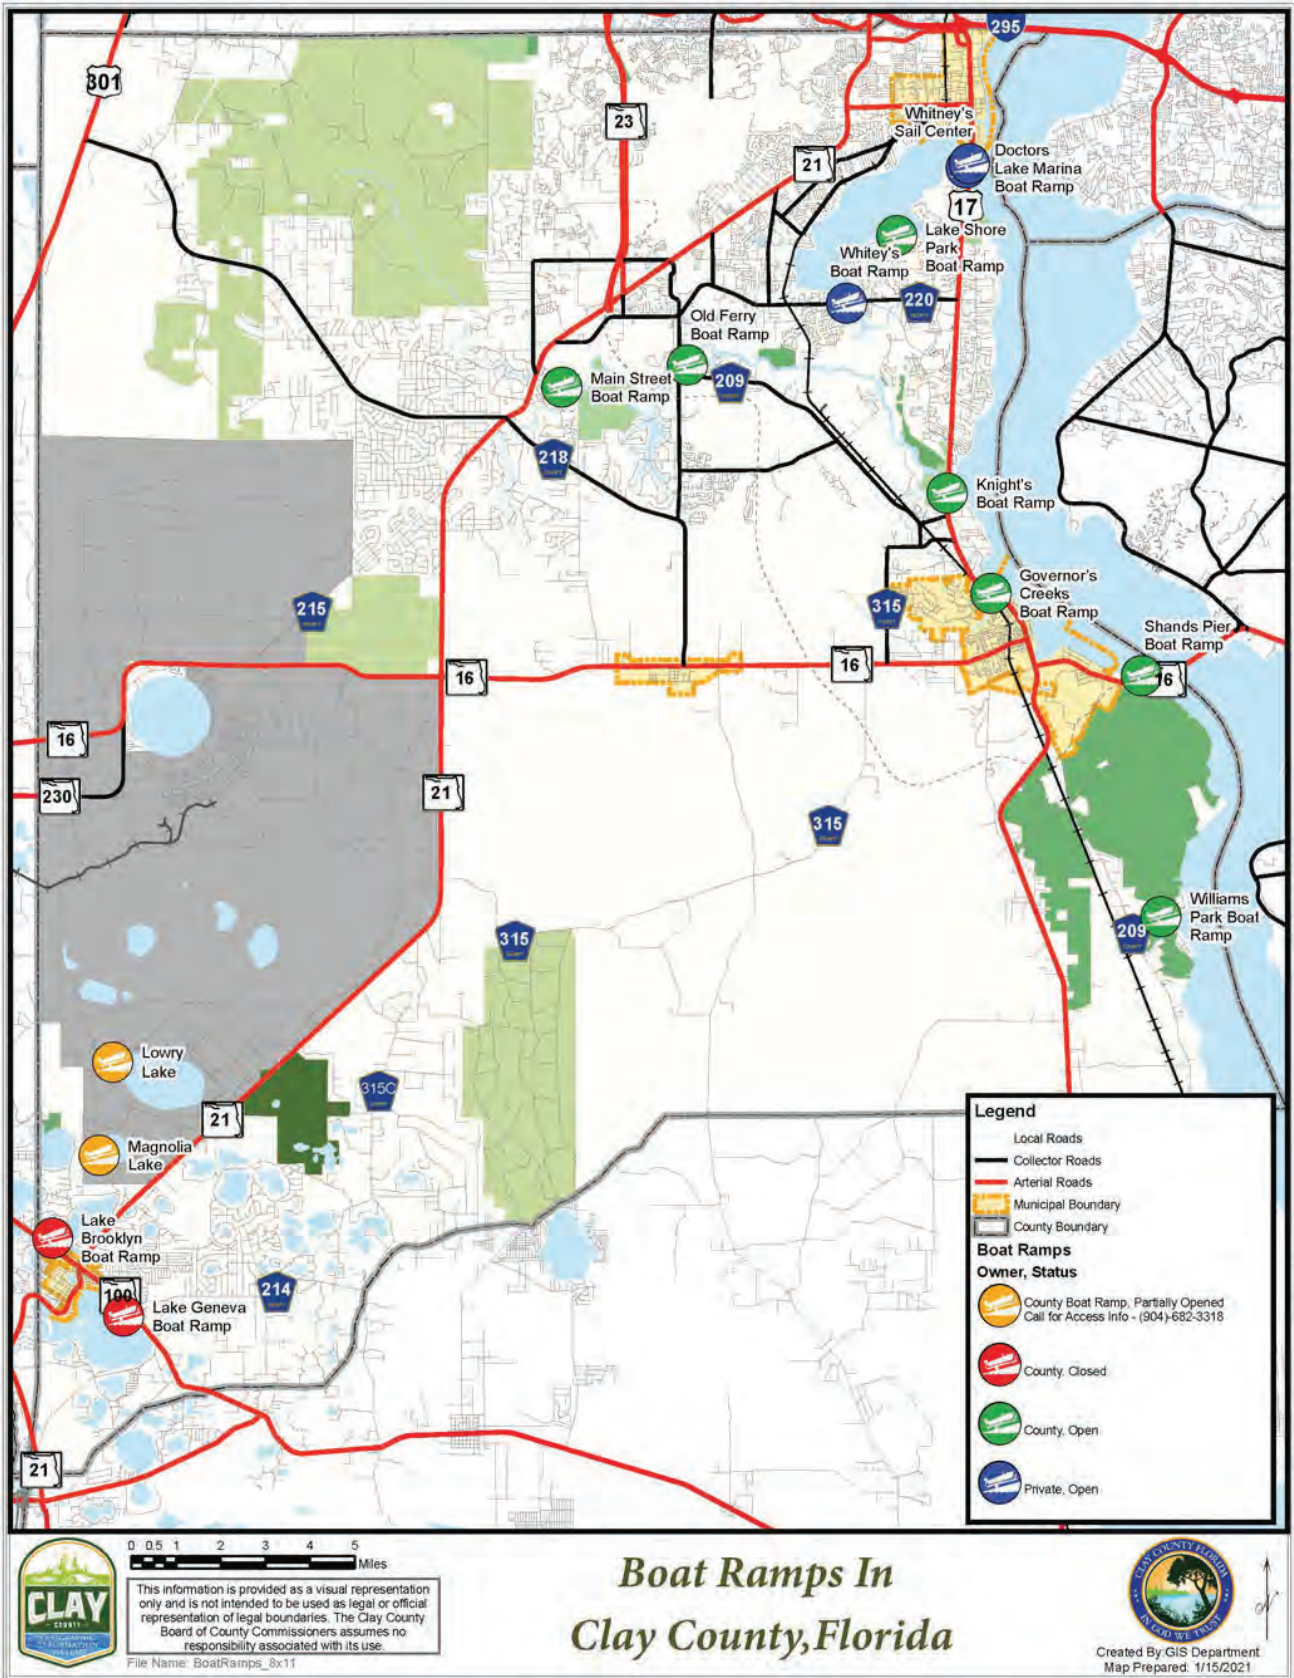 295
301
23
Whitney's
Sail Center
21
Doctors
Lake Marina
Boat Ramp
17
Lake Shore
Park
Boat Ramp
Whitey's
Boat Ramp
220
Old Ferry
Boat Ramp
209
Main Street
Boat Ramp
218
Knight's
Boat Ramp
Governor's
Creeks
Boat Ramp
215
315
Shands Pier
Boat Ramp
16
16
16
16
230
21
315
315
Williams
Park Boat
Ramp
209
Lowry
Lake
315C
21
Magnolia
Lake
Lake
Brooklyn
Boat Ramp
100
214
Lake Geneva
Boat Ramp
21
Legend
Local Roads
Collector Roads
Arterial Roads
Municipal Boundary
County Boundary
Boat Ramps
Owner, Status
County Boat Ramp, Partially Opened
Call for Access Info - (904)-682-3318
County, Closed
County, Open
Private, Open
0 0.5 1 2 3 4 5
Miles
This information is provided as a visual representation
only and is not intended to be used as legal or official
representation of legal boundaries. The Clay County
Board of County Commissioners assumes no
responsibility associated with its use.
File Name: BoatRamps_8x11
CLAY
COUNTY
Boat Ramps In
Clay County,Florida
CLAY COUNTY FLORIDA
IN GOD WE TRUST
N
Created By:GIS Department
Map Prepared: 1/15/2021